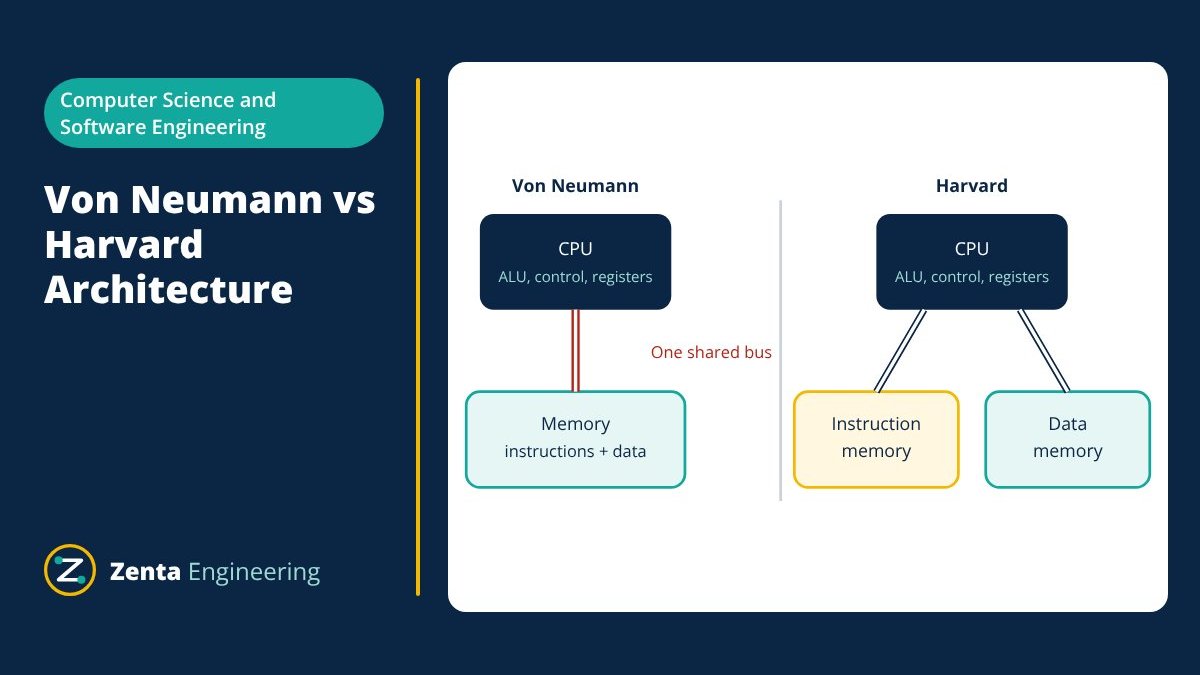 Computer Science and
Software Engineering
Von Neumann vs
Harvard
Architecture
Zenta Engineering
Von Neumann
CPU
ALU, control, registers
One shared bus
Memory
instructions + data
Harvard
CPU
ALU, control, registers
Instruction
memory
Data
memory